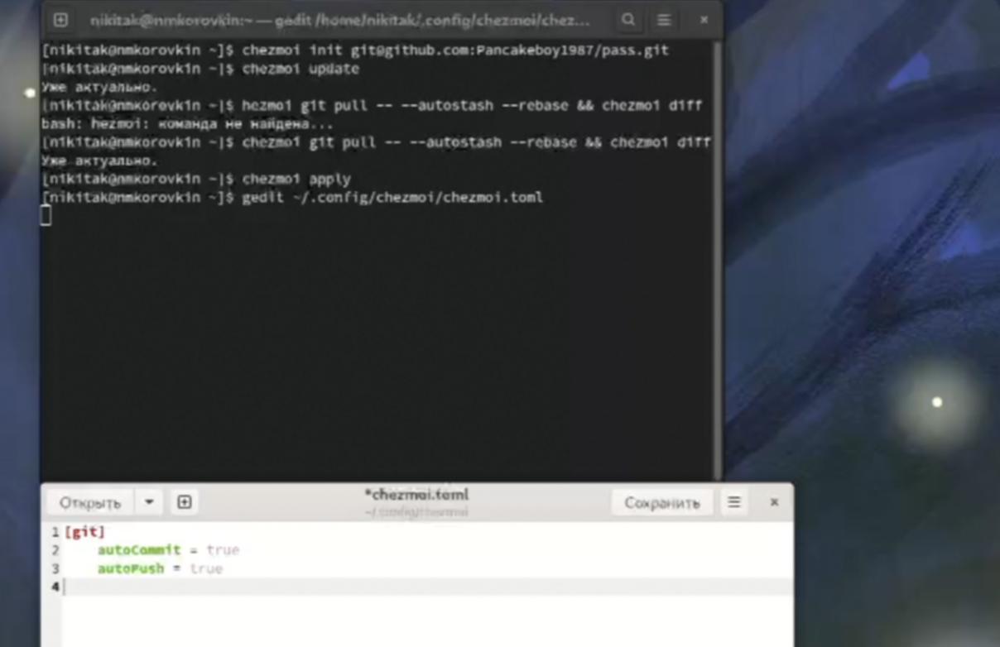 nikitak@nmkorovkin:~ — gedit /home/nikitak/.config/chezmoi/chez...
[nikitak@nmkorovkin ~]$ chezmoi init git@github.com:Pancakeboy1987/pass.git
[nikitak@nmkorovkin ~]$ chezmoi update
Уже актуально.
[nikitak@nmkorovkin ~]$ hezmoi git pull -- --autostash --rebase && chezmoi diff
bash: hezmoi: команда не найдена...
[nikitak@nmkorovkin ~]$ chezmoi git pull -- --autostash --rebase && chezmoi diff
Уже актуально.
[nikitak@nmkorovkin ~]$ chezmoi apply
[nikitak@nmkorovkin ~]$ gedit ~/.config/chezmoi/chezmoi.toml
Открыть
*chezmoi.toml
~/.config/chezmoi
Сохранить
1 [git]
2 autoCommit = true
3 autoPush = true
4